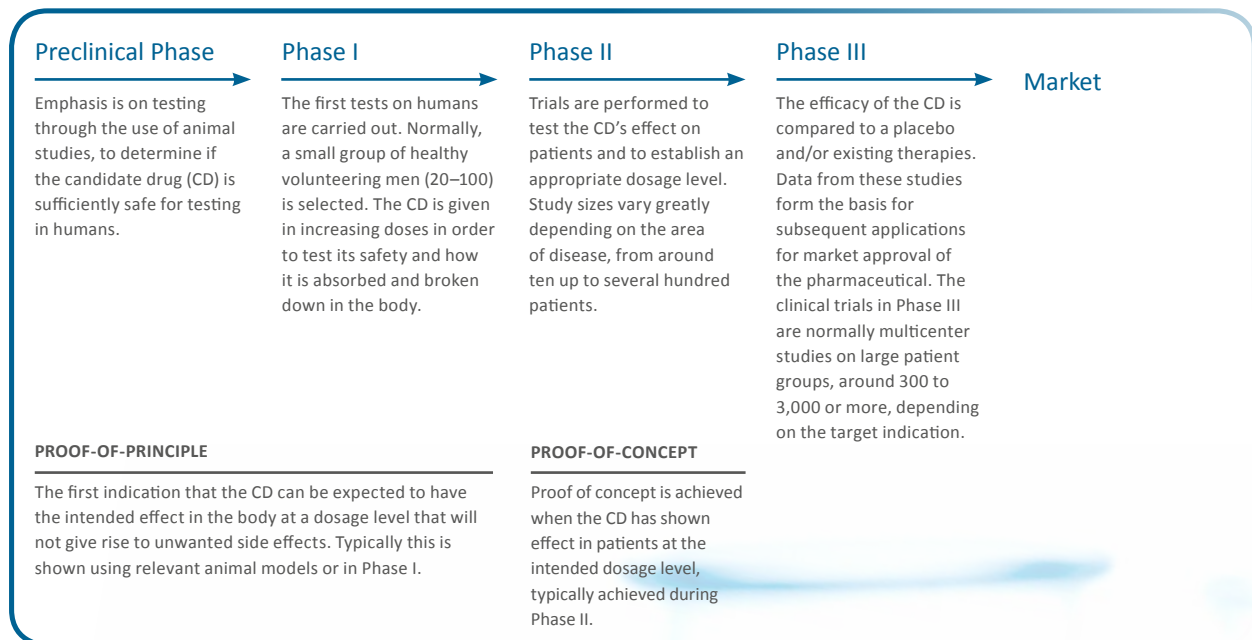 Preclinical Phase
Emphasis is on testing
through the use of animal
studies, to determine if
the candidate drug (CD) is
sufficiently safe for testing
in humans.
Phase I
The first tests on humans
are carried out. Normally,
a small group of healthy
volunteering men (20–100)
is selected. The CD is given
in increasing doses in order
to test its safety and how
it is absorbed and broken
down in the body.
Phase II
Trials are performed to
test the CD’s effect on
patients and to establish an
appropriate dosage level.
Study sizes vary greatly
depending on the area
of disease, from around
ten up to several hundred
patients.
Phase III
The efficacy of the CD is
compared to a placebo
and/or existing therapies.
Data from these studies
form the basis for
subsequent applications
for market approval of
the pharmaceutical. The
clinical trials in Phase III
are normally multicenter
studies on large patient
groups, around 300 to
3,000 or more, depending
on the target indication.
Market
PROOF-OF-PRINCIPLE
The first indication that the CD can be expected to have
the intended effect in the body at a dosage level that will
not give rise to unwanted side effects. Typically this is
shown using relevant animal models or in Phase I.
PROOF-OF-CONCEPT
Proof of concept is achieved
when the CD has shown
effect in patients at the
intended dosage level,
typically achieved during
Phase II.